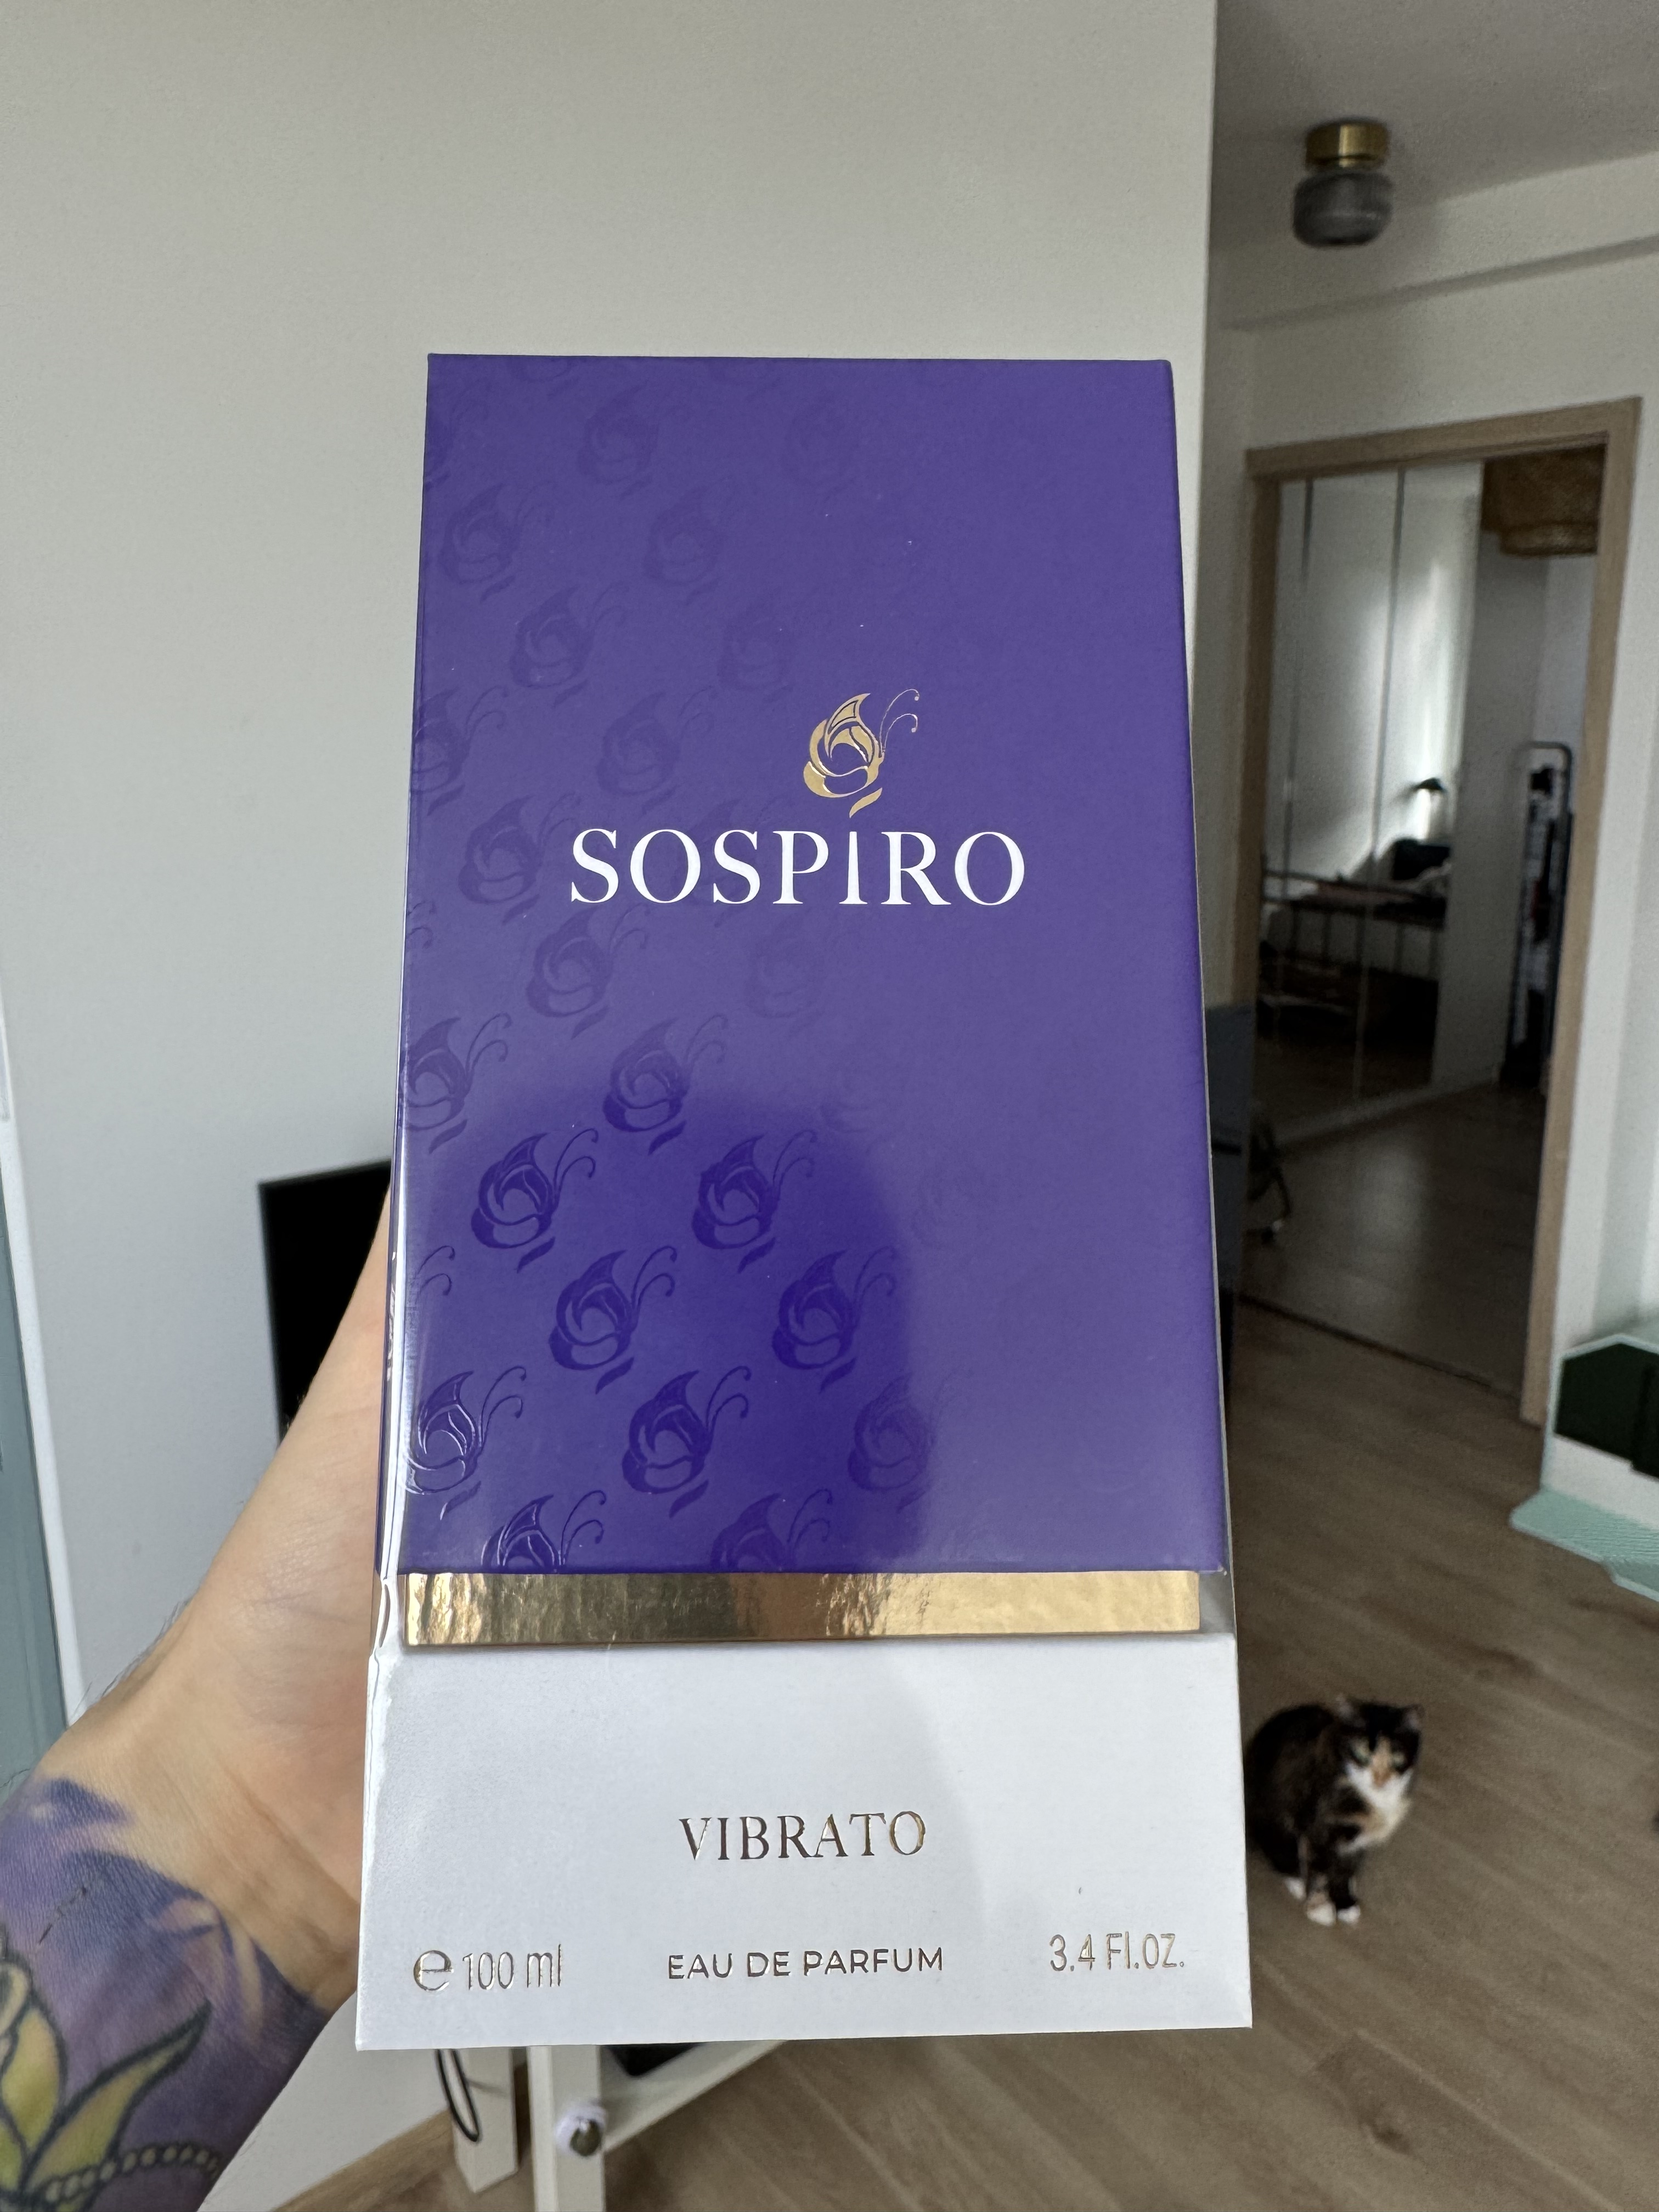 SOSPIRO
VIBRATO
℮ 100 ml EAU DE PARFUM 3.4 Fl.OZ.